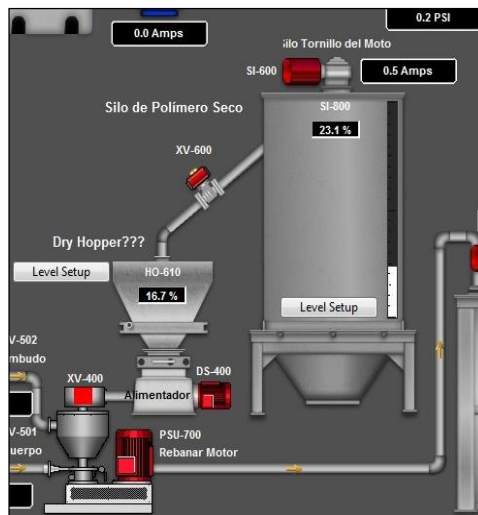 0.2 PSI
0.0 Amps
Silo Tornillo del Moto
SI-600
0.5 Amps
Silo de Polímero Seco
SI-800
23.1 %
XV-600
Dry Hopper???
Level Setup
HO-610
16.7 %
Level Setup
V-502
mbudo
XV-400
DS-400
Alimentador
V-501
uerpo
PSU-700
Rebanar Motor